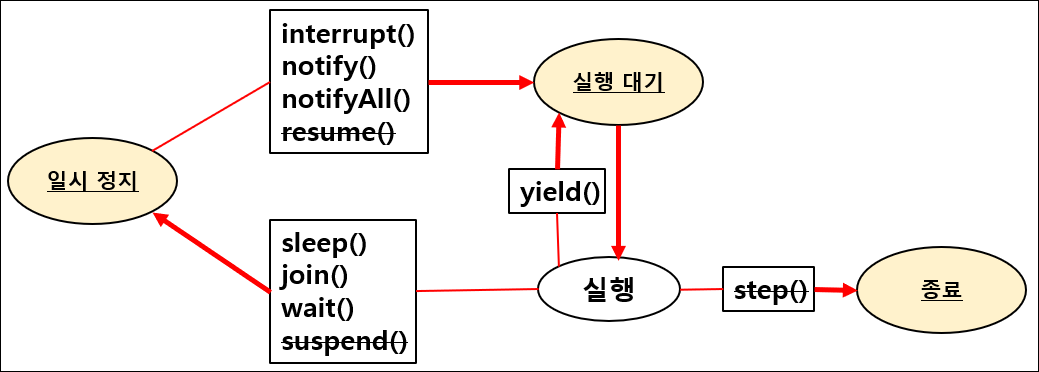 interrupt()
notify()
notifyAll()
resume()
실행 대기
일시 정지
yield()
sleep()
join()
wait()
suspend()
실행
step()
종료